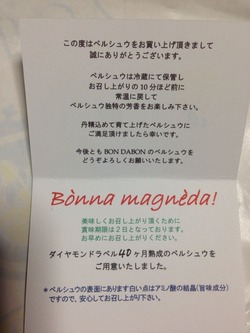 この度はペルシュウをお買い上げ頂きまして
誠にありがとうございます。
ペルシュウは冷蔵にて保管し
お召し上がりの10分ほど前に
常温に戻して
ペルシュウ独特の芳香をお楽しみ下さい。
丹精込めて育て上げたペルシュウに
ご満足頂けましたら幸いです。
今後とも BON DABON のペルシュウを
どうぞよろしくお願いいたします。
Bònna magnèda!
美味しくお召し上がり頂くために
賞味期限は2日となっております。
お早めにお召し上がりください。
ダイヤモンドラベル40ヶ月熟成のペルシュウを
ご用意いたしました。
*ペルシュウの表面にあります白い点はアミノ酸の結晶(旨味成分)
ですので、安心してお召し上がり下さい。